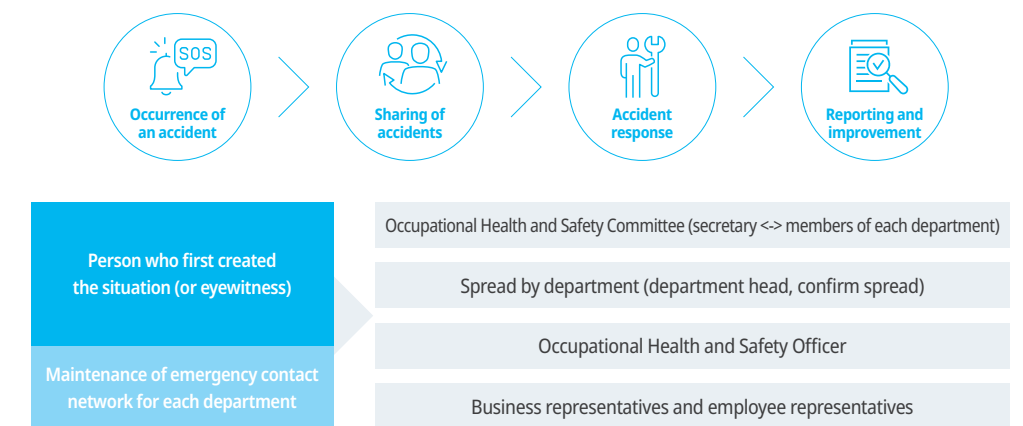 SOS
Occurrence of
an accident
Sharing of
accidents
Accident
response
Reporting and
improvement
Person who first created
the situation (or eyewitness)
Maintenance of emergency contact
network for each department
Occupational Health and Safety Committee (secretary <-> members of each department)
Spread by department (department head, confirm spread)
Occupational Health and Safety Officer
Business representatives and employee representatives